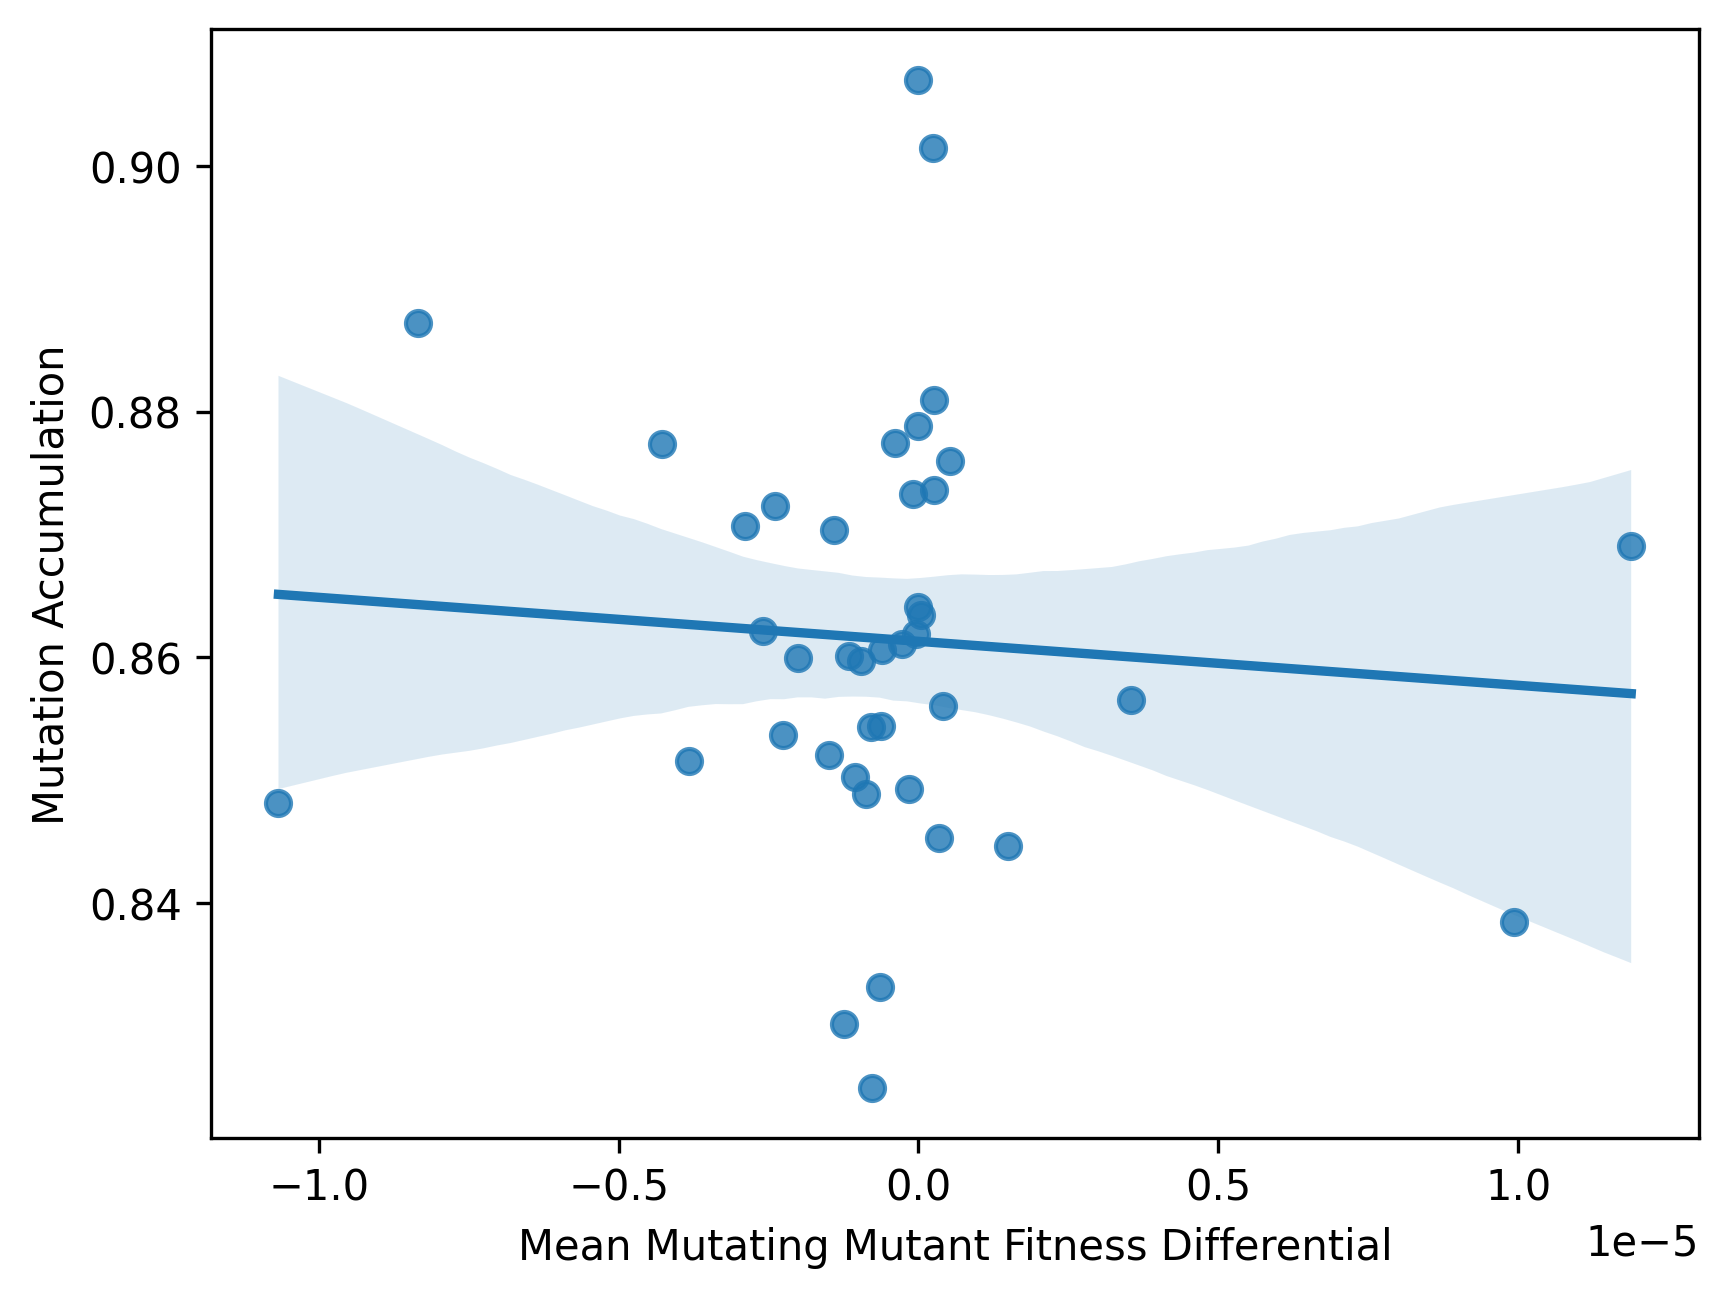 0.90
0.88
0.86
0.84
Mutation Accumulation
−1.0 −0.5 0.0 0.5 1.0
1e−5
Mean Mutating Mutant Fitness Differential